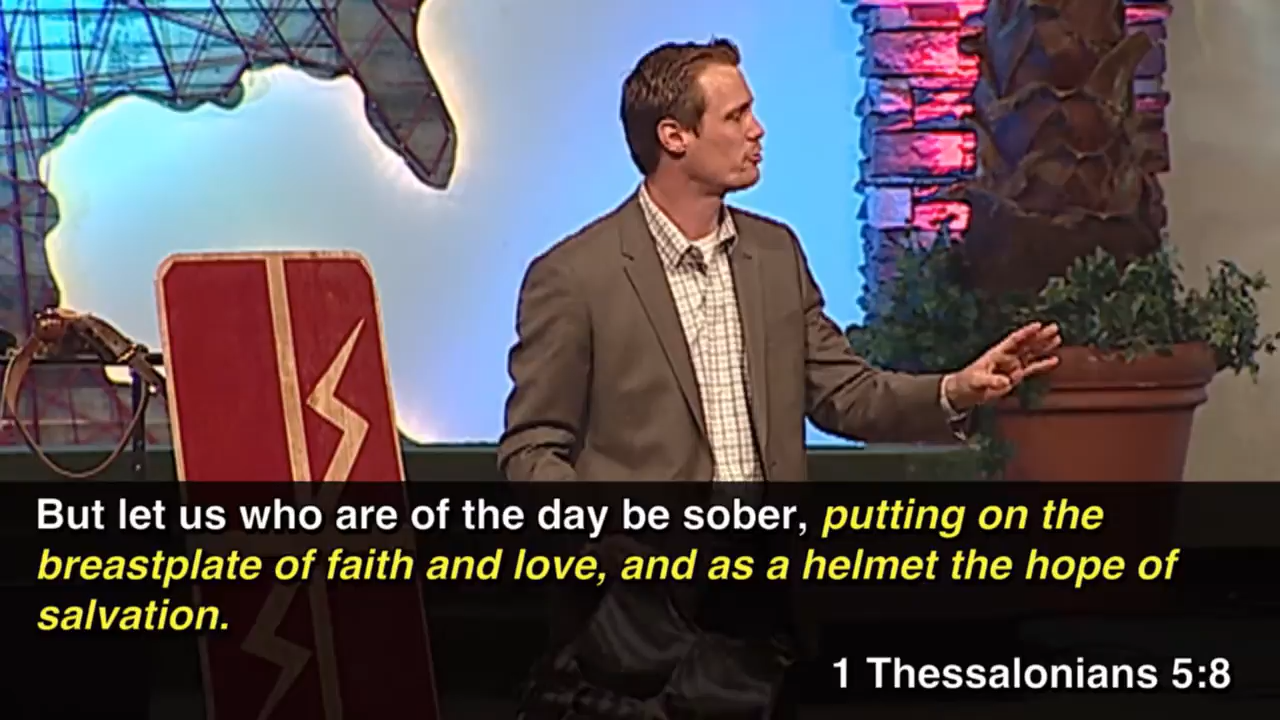 But let us who are of the day be sober, putting on the
breastplate of faith and love, and as a helmet the hope of
salvation.
1 Thessalonians 5:8